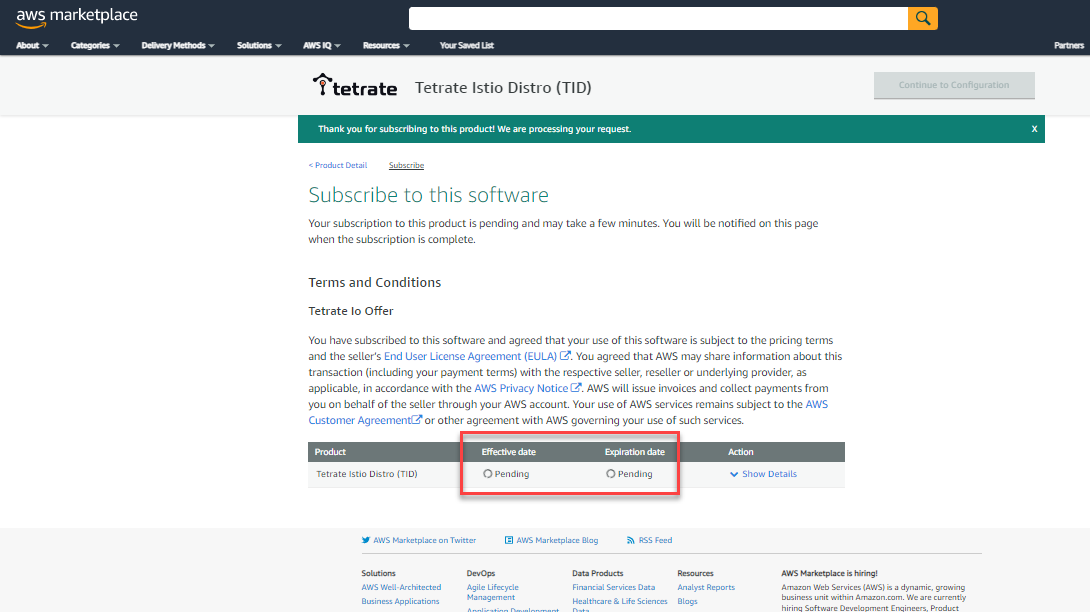 aws marketplace
About Categories Delivery Methods Solutions AWS IQ Resources Your Saved List Partners
tetrate Tetrate Istio Distro (TID) Continue to Configuration
Thank you for subscribing to this product! We are processing your request. X
< Product Detail Subscribe
Subscribe to this software
Your subscription to this product is pending and may take a few minutes. You will be notified on this page
when the subscription is complete.
Terms and Conditions
Tetrate Io Offer
You have subscribed to this software and agreed that your use of this software is subject to the pricing terms
and the seller's End User License Agreement (EULA). You agreed that AWS may share information about this
transaction (including your payment terms) with the respective seller, reseller or underlying provider, as
applicable, in accordance with the AWS Privacy Notice. AWS will issue invoices and collect payments from
you on behalf of the seller through your AWS account. Your use of AWS services remains subject to the AWS
Customer Agreement or other agreement with AWS governing your use of such services.
Product Effective date Expiration date Action
Tetrate Istio Distro (TID) Pending Pending Show Details
AWS Marketplace on Twitter AWS Marketplace Blog RSS Feed
Solutions DevOps Data Products Resources AWS Marketplace is hiring!
AWS Well-Architected Agile Lifecycle Financial Services Data Analyst Reports Amazon Web Services (AWS) is a dynamic, growing
Management business unit within Amazon.com. We are currently
Business Applications Healthcare & Life Sciences Blogs
Application Development Data hiring Software Development Engineers, Product